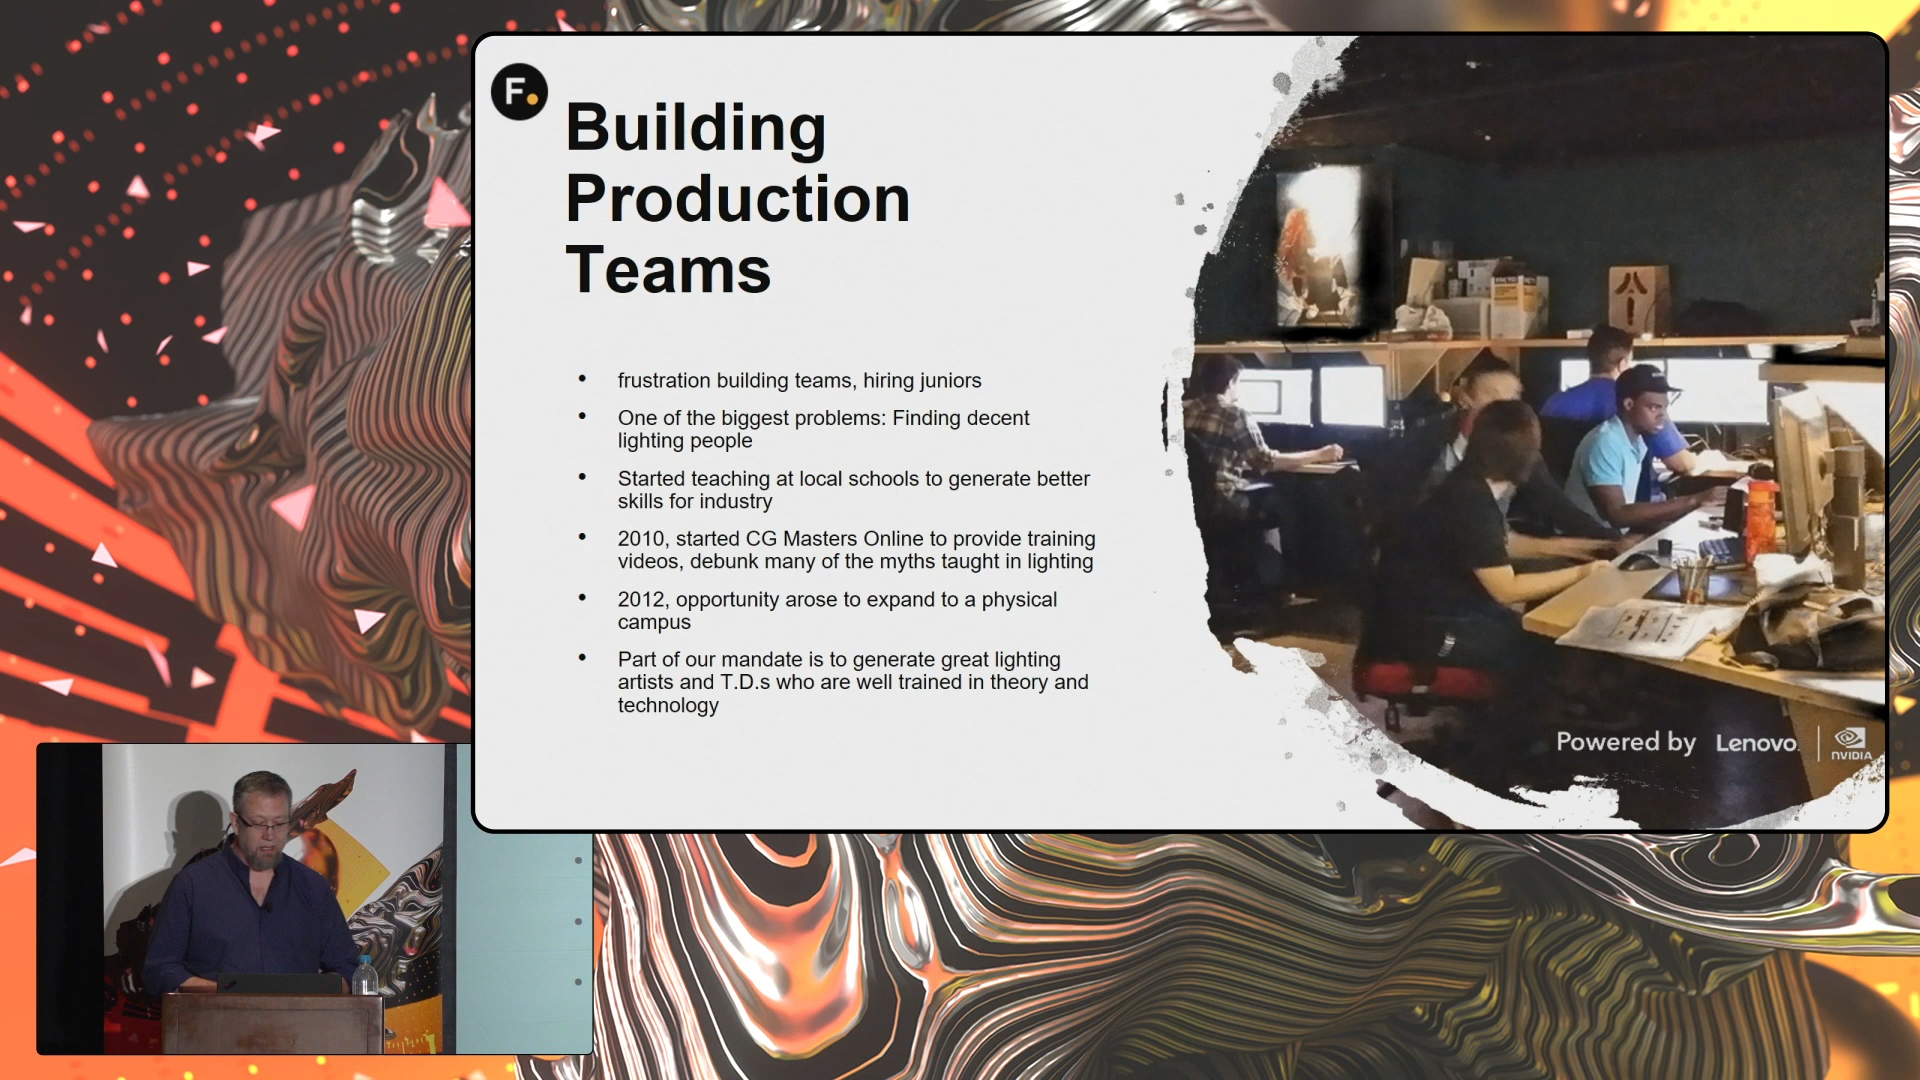 F.
Building
Production
Teams
• frustration building teams, hiring juniors
• One of the biggest problems: Finding decent
lighting people
• Started teaching at local schools to generate better
skills for industry
• 2010, started CG Masters Online to provide training
videos, debunk many of the myths taught in lighting
• 2012, opportunity arose to expand to a physical
campus
• Part of our mandate is to generate great lighting
artists and T.D.s who are well trained in theory and
technology
Powered by Lenovo. | NVIDIA